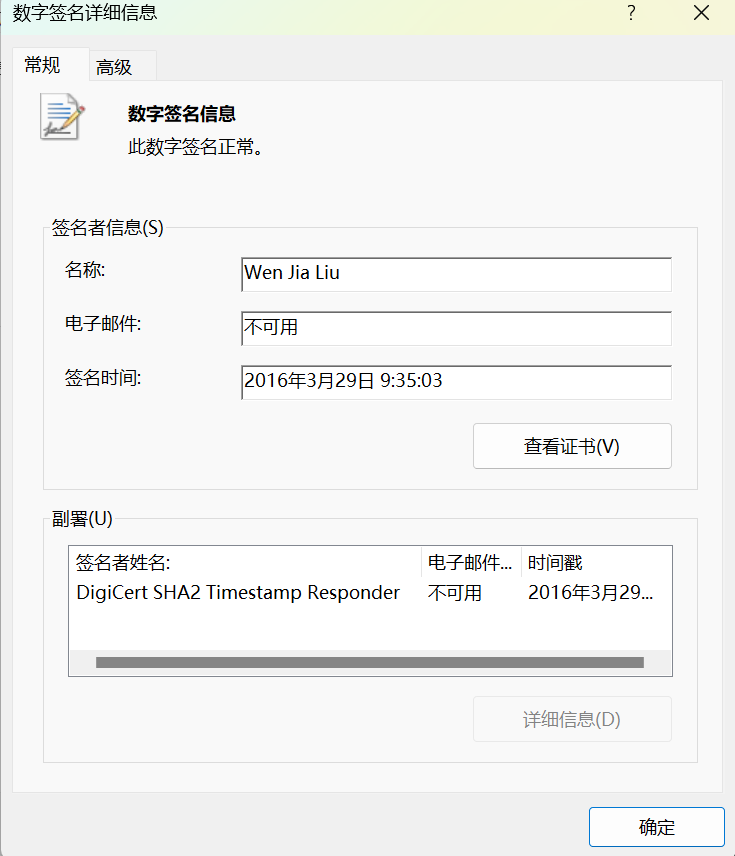 数字签名详细信息 ?
常规 高级
数字签名信息
此数字签名正常。
签名者信息(S)
名称: Wen Jia Liu
电子邮件: 不可用
签名时间: 2016年3月29日 9:35:03
查看证书(V)
副署(U)
签名者姓名: 电子邮件... 时间戳
DigiCert SHA2 Timestamp Responder 不可用 2016年3月29...
详细信息(D)
确定